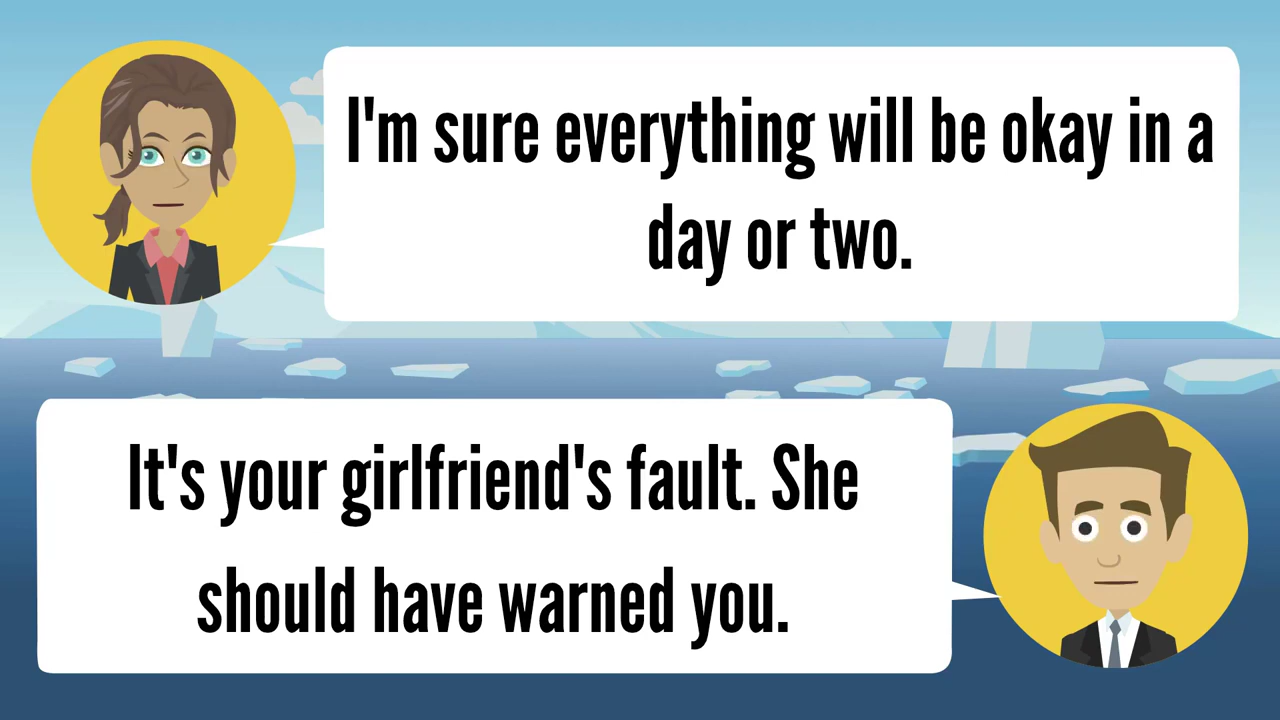 I'm sure everything will be okay in a
day or two.
It's your girlfriend's fault. She
should have warned you.